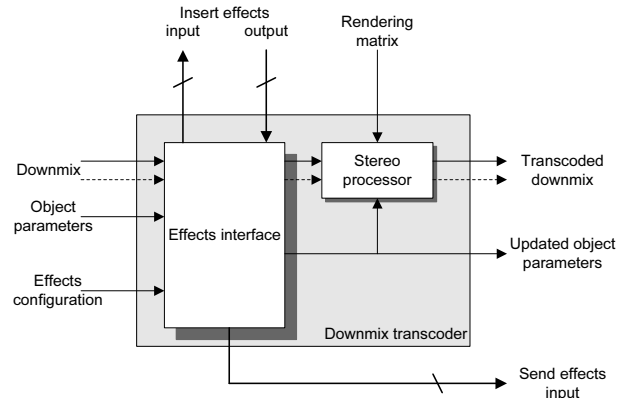 Insert effects
input output
Rendering
matrix
Downmix
Object
parameters
Effects
configuration
Effects interface
Stereo
processor
Transcoded
downmix
Updated object
parameters
Downmix transcoder
Send effects
input